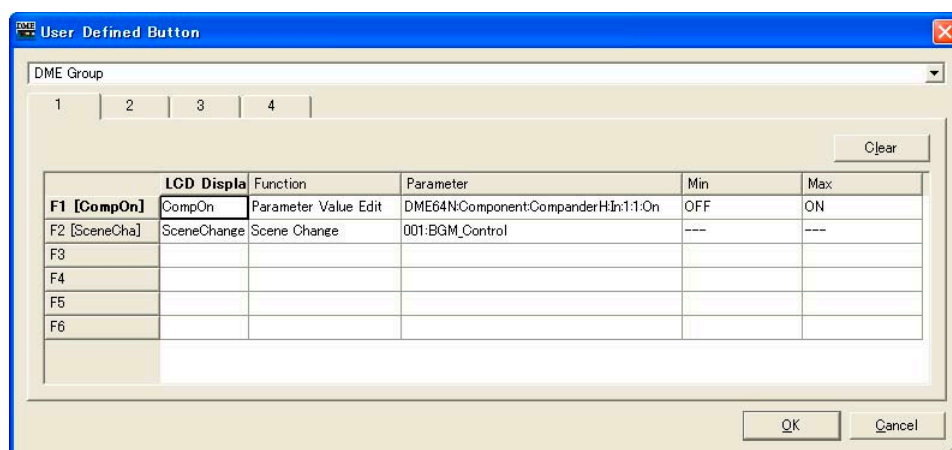 DME User Defined Button
DME Group
1 2 3 4
Clear
LCD Displa Function Parameter Min Max
F1 [CompOn] CompOn Parameter Value Edit DME64N:Component:CompanderH:In:1:1:On OFF ON
F2 [SceneCha] SceneChange Scene Change 001:BGM_Control --- ---
F3
F4
F5
F6
OK Cancel